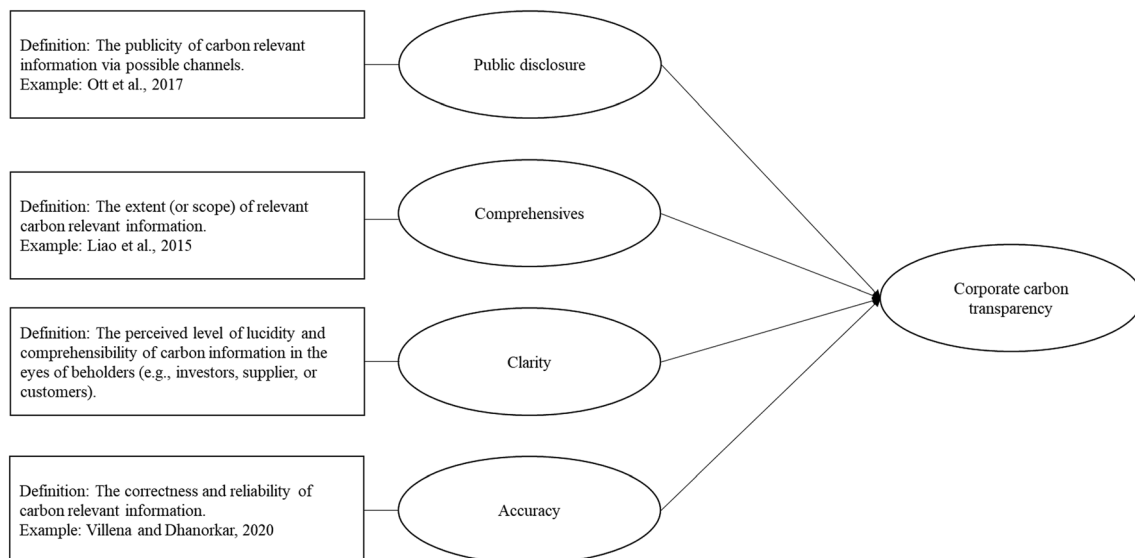 Definition: The publicity of carbon relevant
information via possible channels.
Example: Ott et al., 2017
Public disclosure
Definition: The extent (or scope) of relevant
carbon relevant information.
Example: Liao et al., 2015
Comprehensives
Corporate carbon
transparency
Definition: The perceived level of lucidity and
comprehensibility of carbon information in the
eyes of beholders (e.g., investors, supplier, or
customers).
Clarity
Definition: The correctness and reliability of
carbon relevant information.
Example: Villena and Dhanorkar, 2020
Accuracy